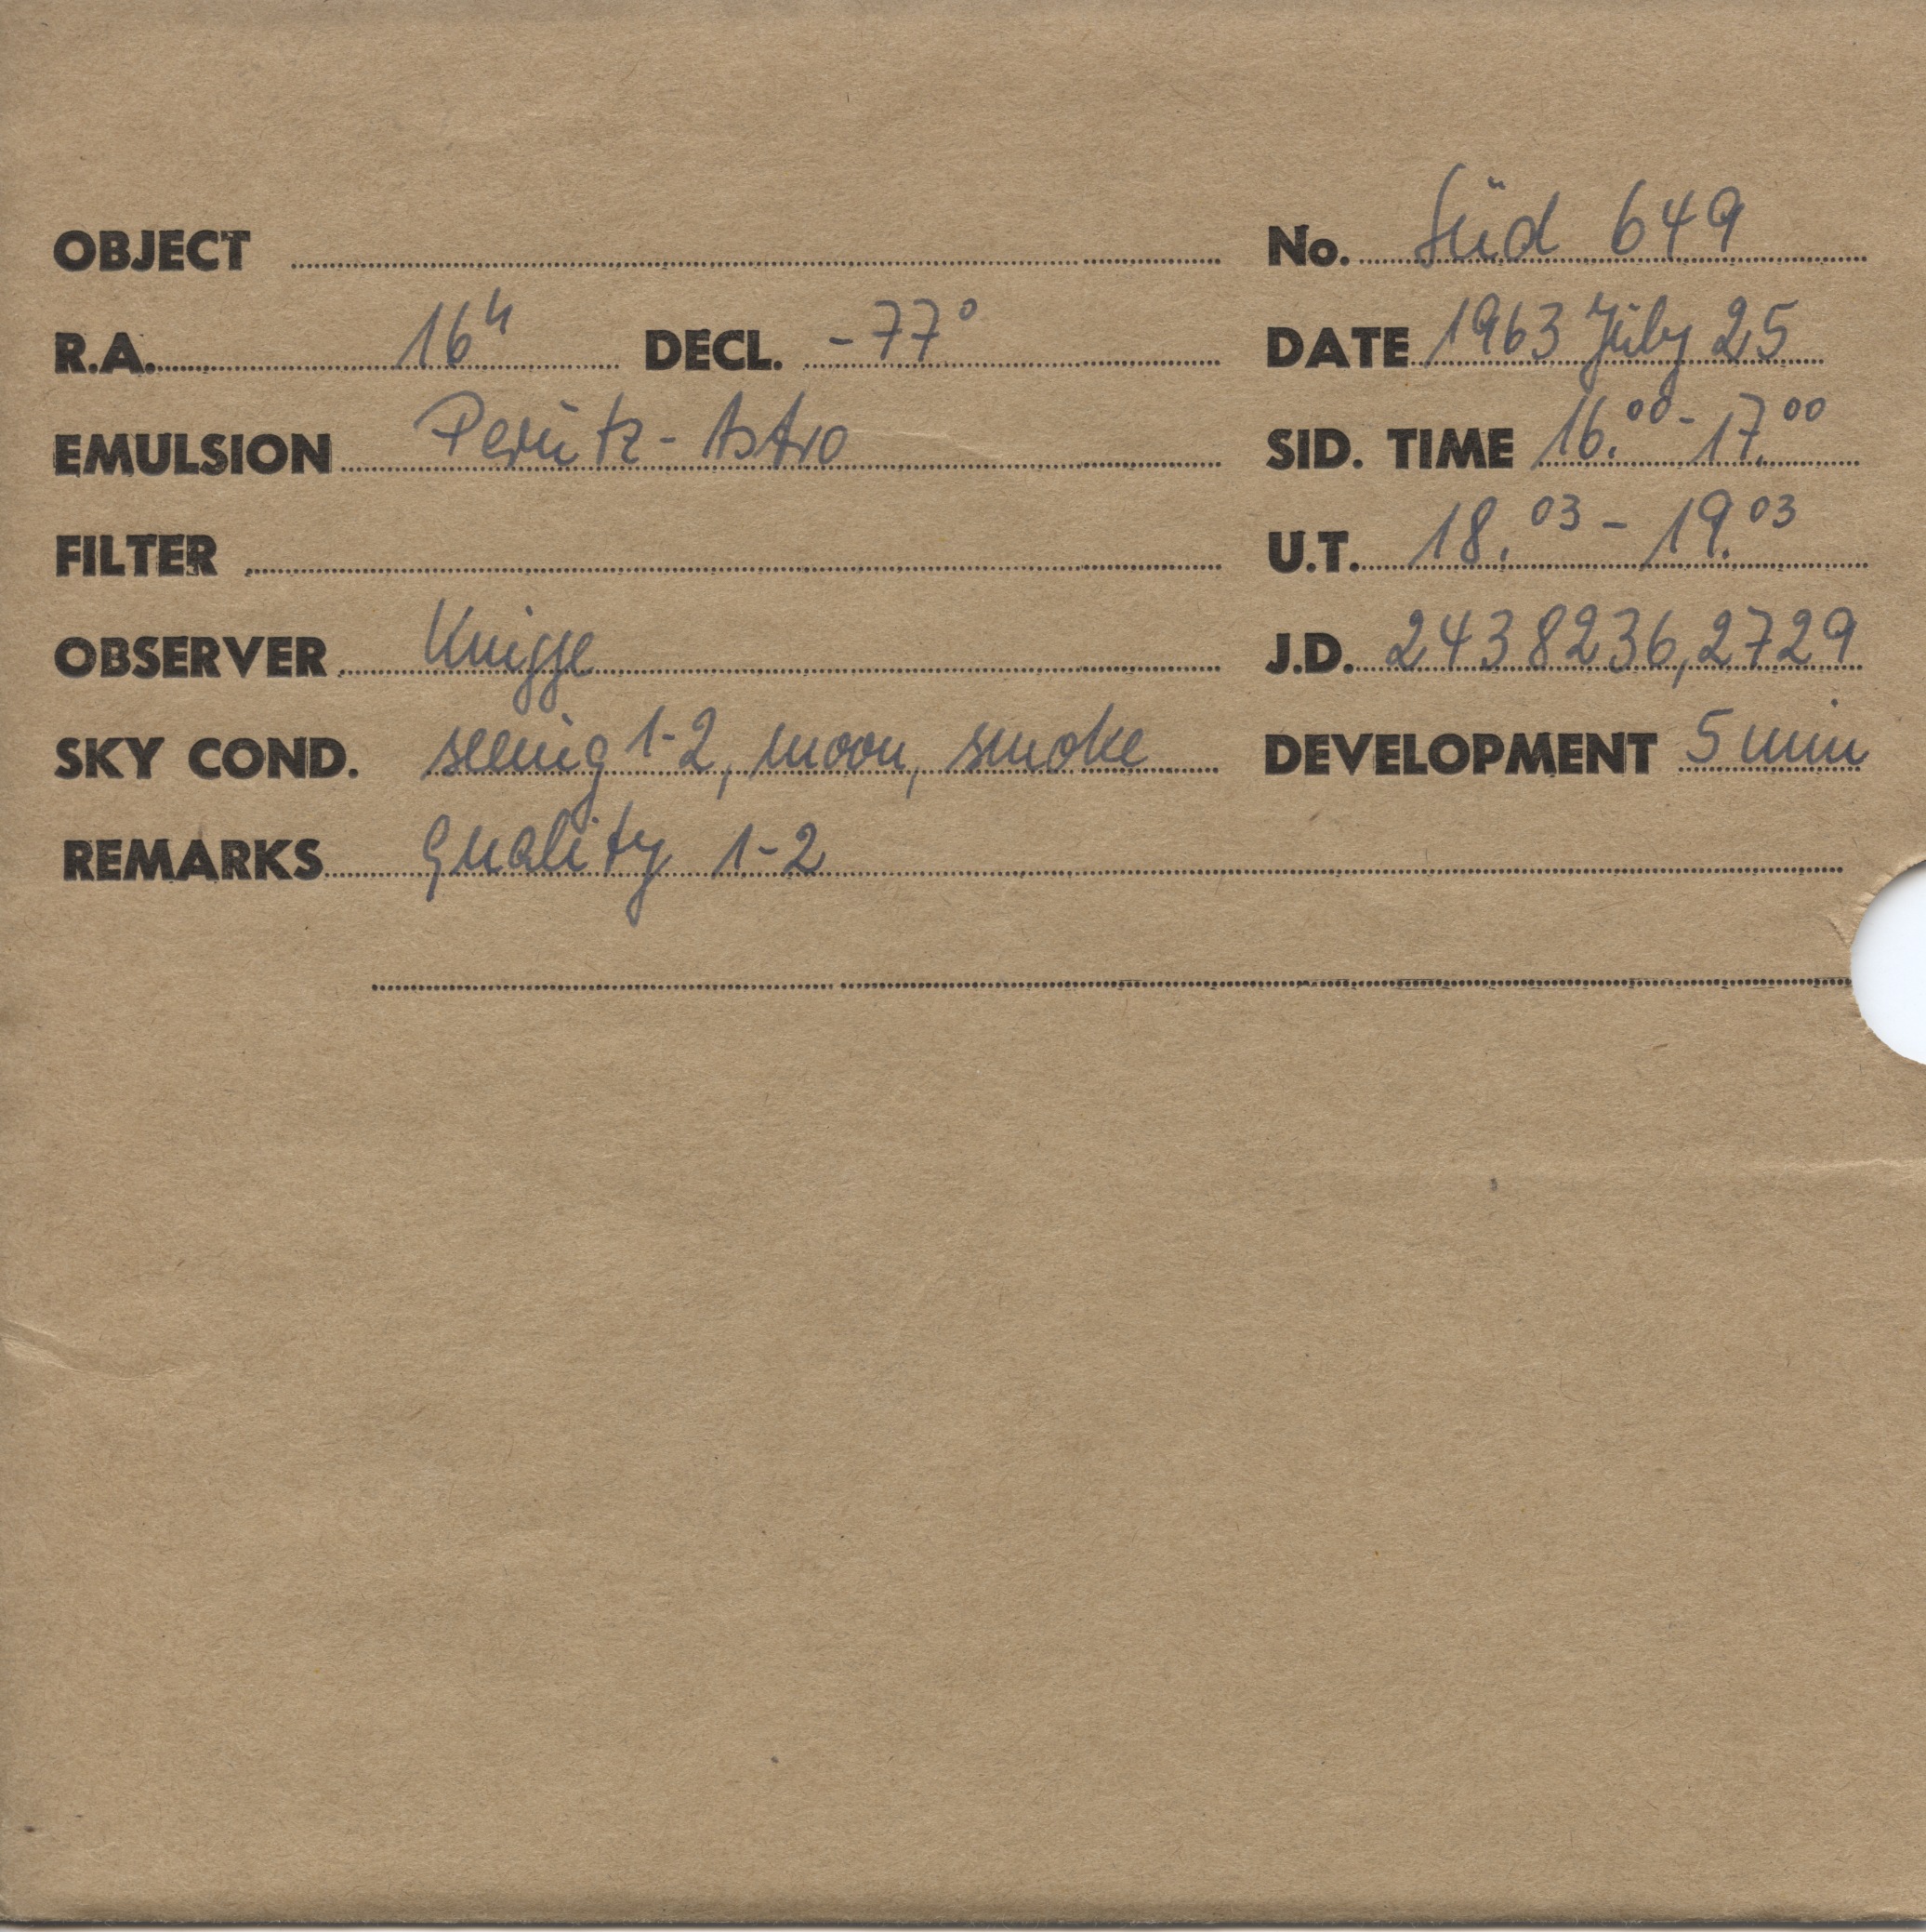 OBJECT No. Süd 649
R.A. 16h DECL. -77° DATE 1963 July 25
EMULSION Perutz-Astro SID. TIME 16.00-17.00
FILTER U.T. 18.03-19.03
OBSERVER Knigge J.D. 2438236,2729
SKY COND. seeing 1-2, moon, smoke DEVELOPMENT 5 min
REMARKS quality 1-2